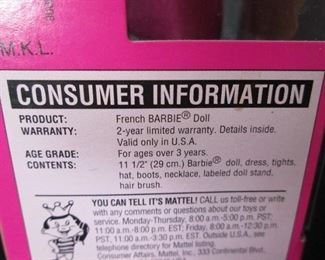 M.K.L.
CONSUMER INFORMATION
PRODUCT: French BARBIE® Doll
WARRANTY: 2-year limited warranty. Details inside.
Valid only in U.S.A.
AGE GRADE: For ages over 3 years.
CONTENTS: 11 1/2" (29 cm.) Barbie® doll, dress, tights,
hat, boots, necklace, labeled doll stand,
hair brush.
YOU CAN TELL IT'S MATTEL! CALL us toll-free or write
with any comments or questions about our toys or
service. Monday-Thursday, 8:00 a.m.-5:00 p.m. PST;
11:00 a.m.-8:00 p.m. EST; Friday, 8:00 a.m.-12:30 p.m.
PST, 11:00 a.m.-3:30 p.m. EST. Outside U.S.A., see
telephone directory for Mattel listing.
Consumer Affairs, Mattel, Inc., 333 Continental Blvd.,